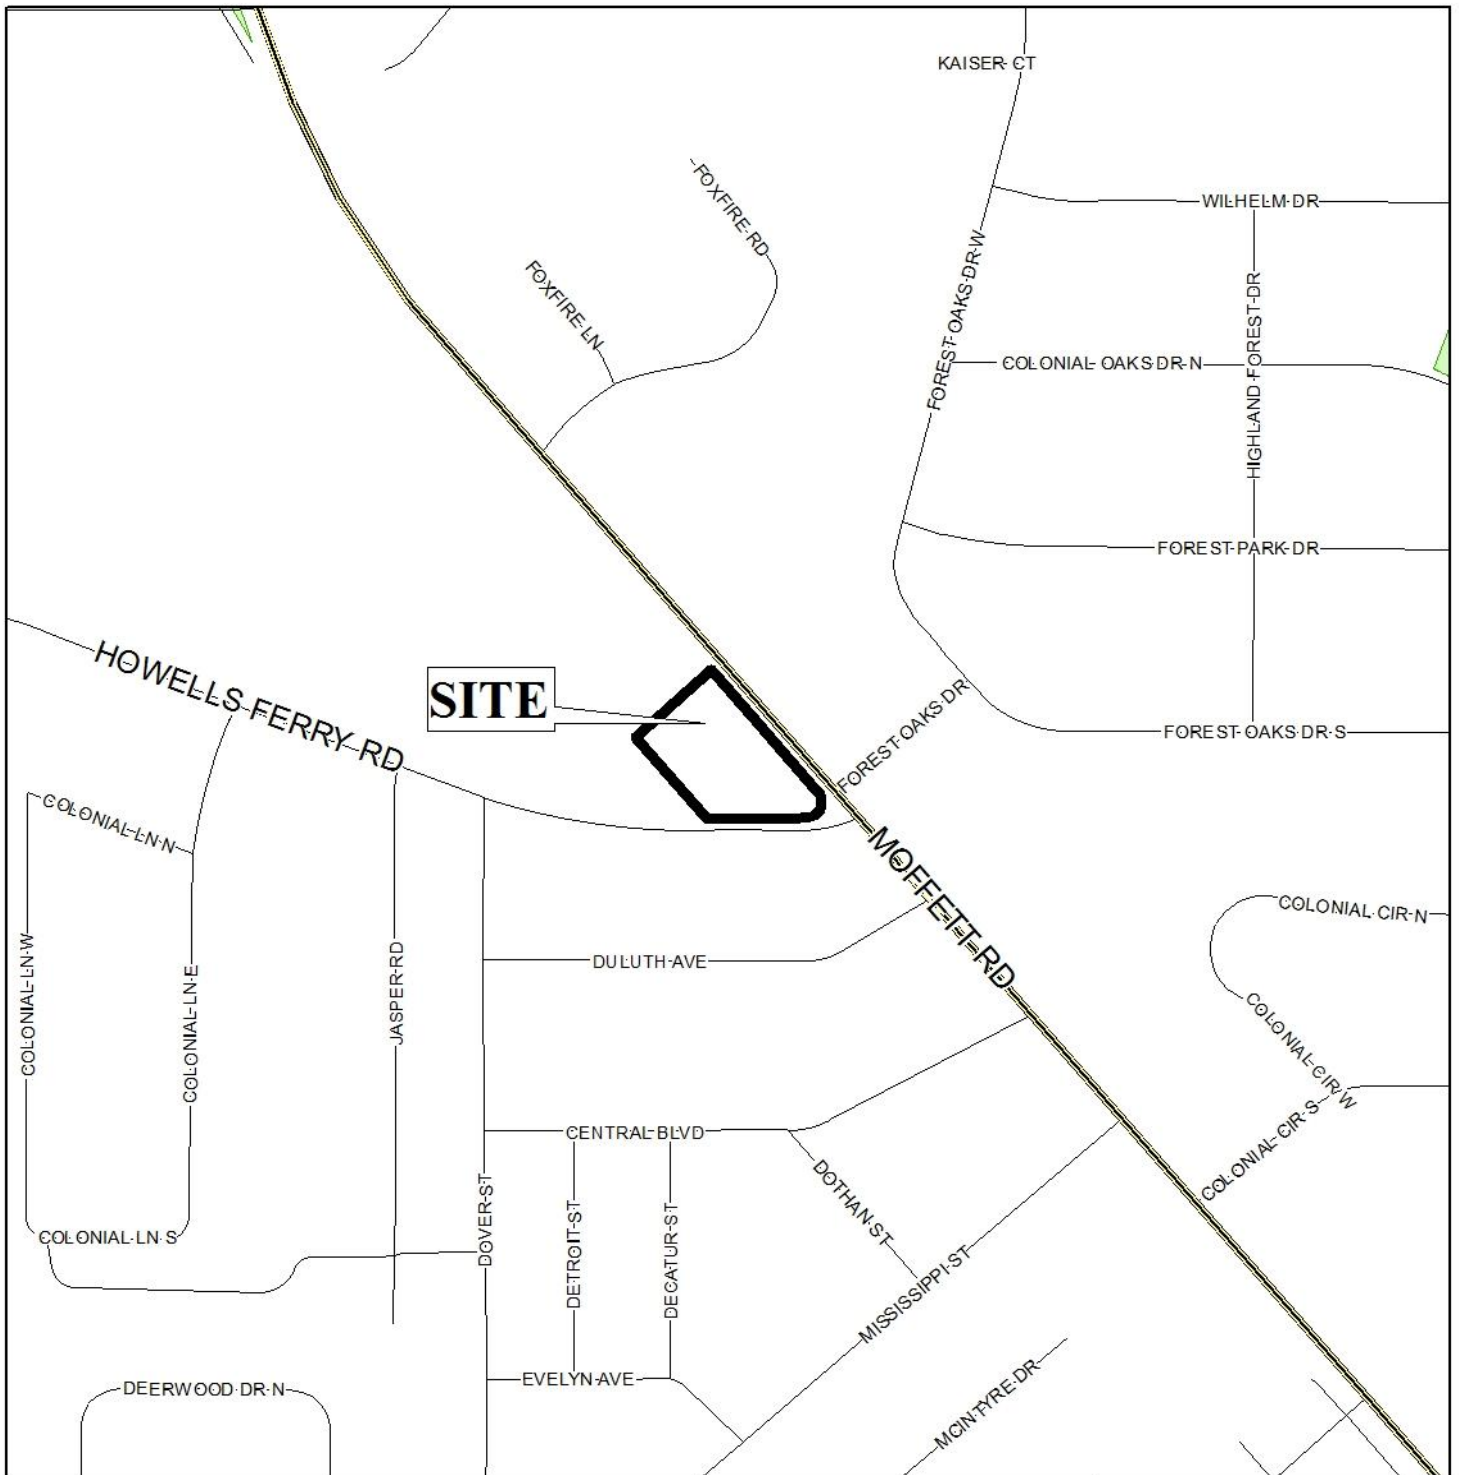 KAISER CT
FOXFIRE RD
WILHELM DR
FOXFIRE LN
FOREST OAKS DR W
HIGHLAND FOREST DR
COLONIAL OAKS DR N
FOREST PARK DR
HOWELLS FERRY RD
SITE
FOREST OAKS DR
FOREST OAKS DR S
COLONIAL LN N
MOFFETT RD
COLONIAL CIR N
COLONIAL LN W
COLONIAL LN E
JASPER RD
DULUTH AVE
COLONIAL CIR W
CENTRAL BLVD
COLONIAL CIR S
DOTHAN ST
DOVER ST
DETROIT ST
DECATUR ST
COLONIAL LN S
MISSISSIPPI ST
EVELYN AVE
DEERWOOD DR N
MCINTYRE DR